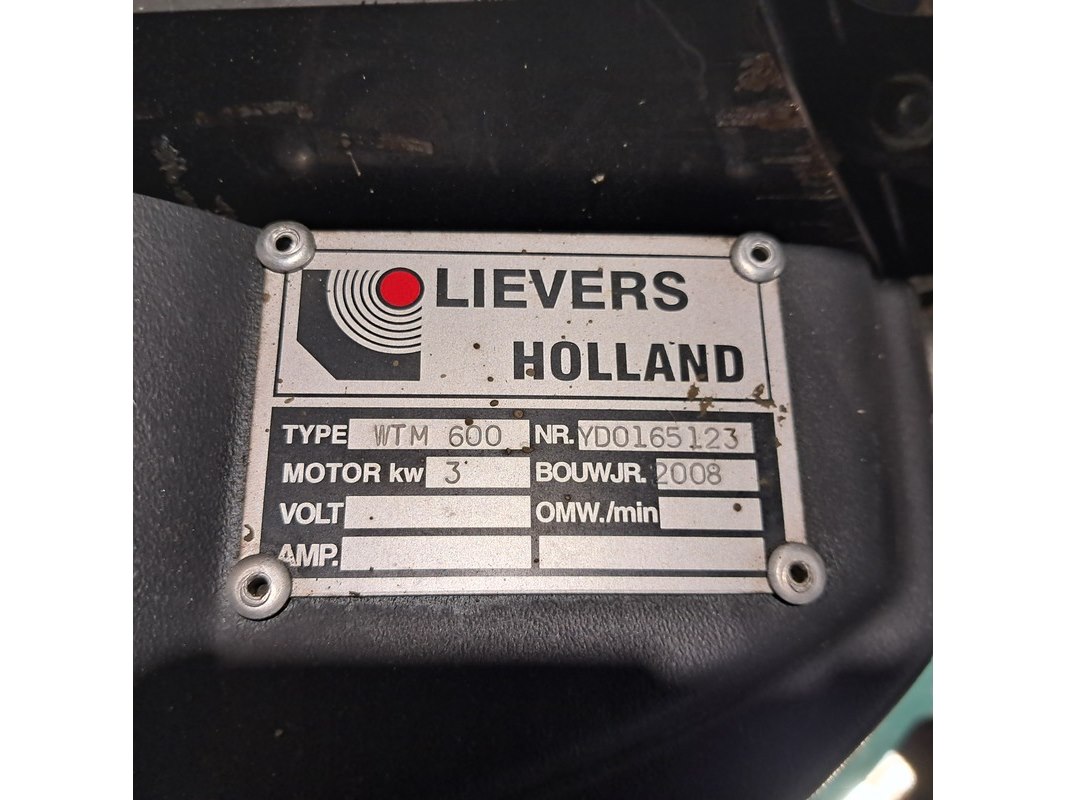 LIEVERS
HOLLAND
TYPE WTM 600 NR. YD0165123
MOTOR kw 3 BOUWJR. 2008
VOLT OMW./min
AMP.